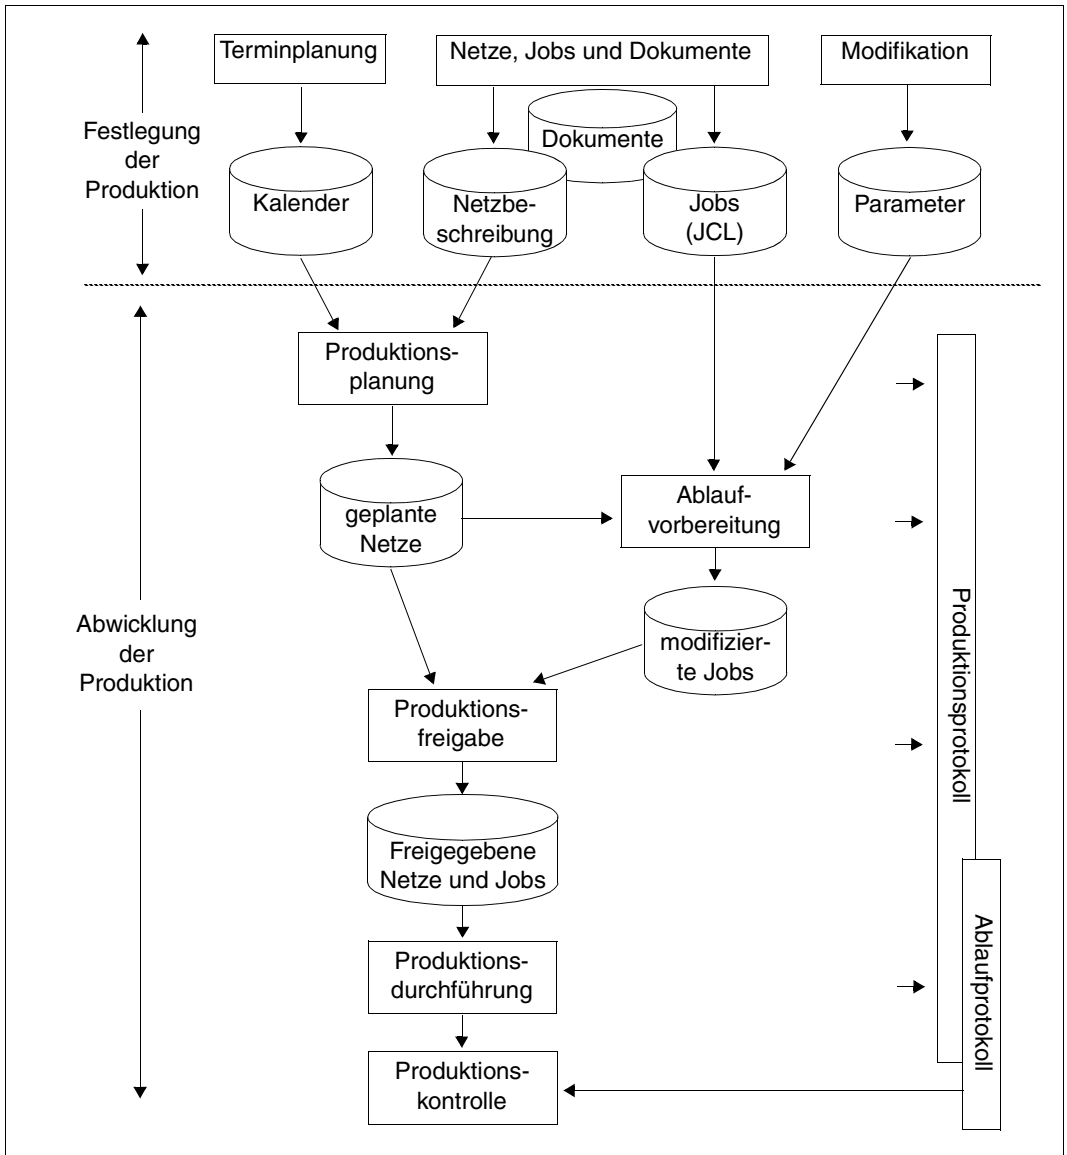 Terminplanung
Netze, Jobs und Dokumente
Modifikation
Festlegung
der
Produktion
Dokumente
Kalender
Netzbe-
schreibung
Jobs
(JCL)
Parameter
Produktions-
planung
geplante
Netze
Ablauf-
vorbereitung
Abwicklung
der
Produktion
modifizier-
te Jobs
Produktions-
freigabe
Produktionsprotokoll
Freigegebene
Netze und Jobs
Produktions-
durchführung
Ablaufprotokoll
Produktions-
kontrolle